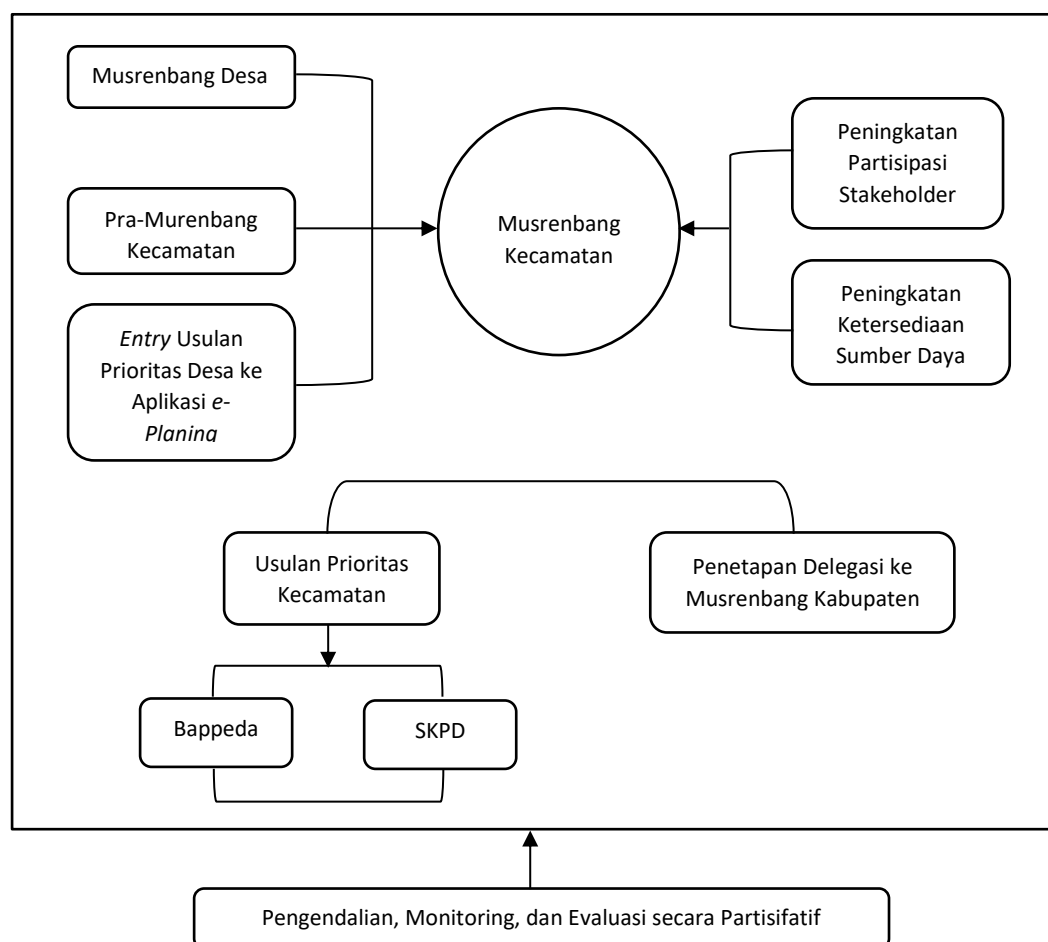 Musrenbang Desa
Pra-Murenbang
Kecamatan
Entry Usulan
Prioritas Desa ke
Aplikasi e-
Planing
Musrenbang
Kecamatan
Peningkatan
Partisipasi
Stakeholder
Peningkatan
Ketersediaan
Sumber Daya
Usulan Prioritas
Kecamatan
Penetapan Delegasi ke
Musrenbang Kabupaten
Bappeda
SKPD
Pengendalian, Monitoring, dan Evaluasi secara Partisifatif